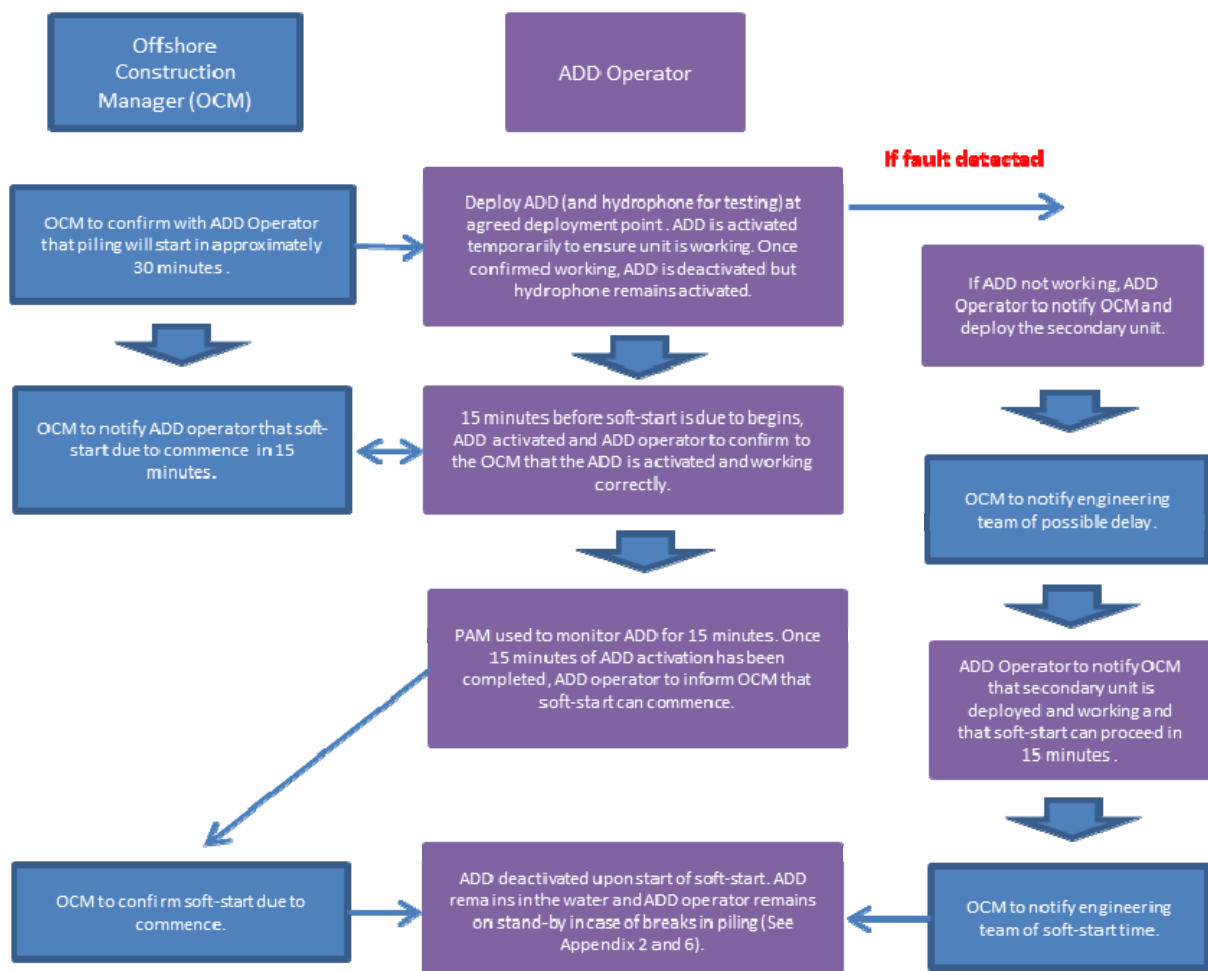 Offshore
Construction
Manager (OCM)
ADD Operator
If fault detected
OCM to confirm with ADD Operator
that piling will start in approximately
30 minutes .
Deploy ADD (and hydrophone for testing) at
agreed deployment point . ADD is activated
temporarily to ensure unit is working. Once
confirmed working, ADD is deactivated but
hydrophone remains activated.
If ADD not working, ADD
Operator to notify OCM and
deploy the secondary unit.
OCM to notify ADD operator that soft-
start due to commence in 15
minutes.
15 minutes before soft-start is due to begins,
ADD activated and ADD operator to confirm to
the OCM that the ADD is activated and working
correctly.
OCM to notify engineering
team of possible delay.
PAM used to monitor ADD for 15 minutes. Once
15 minutes of ADD activation has been
completed, ADD operator to inform OCM that
soft-start can commence.
ADD Operator to notify OCM
that secondary unit is
deployed and working and
that soft-start can proceed in
15 minutes .
OCM to confirm soft-start due to
commence.
ADD deactivated upon start of soft-start. ADD
remains in the water and ADD operator remains
on stand-by in case of breaks in piling (See
Appendix 2 and 6).
OCM to notify engineering
team of soft-start time.